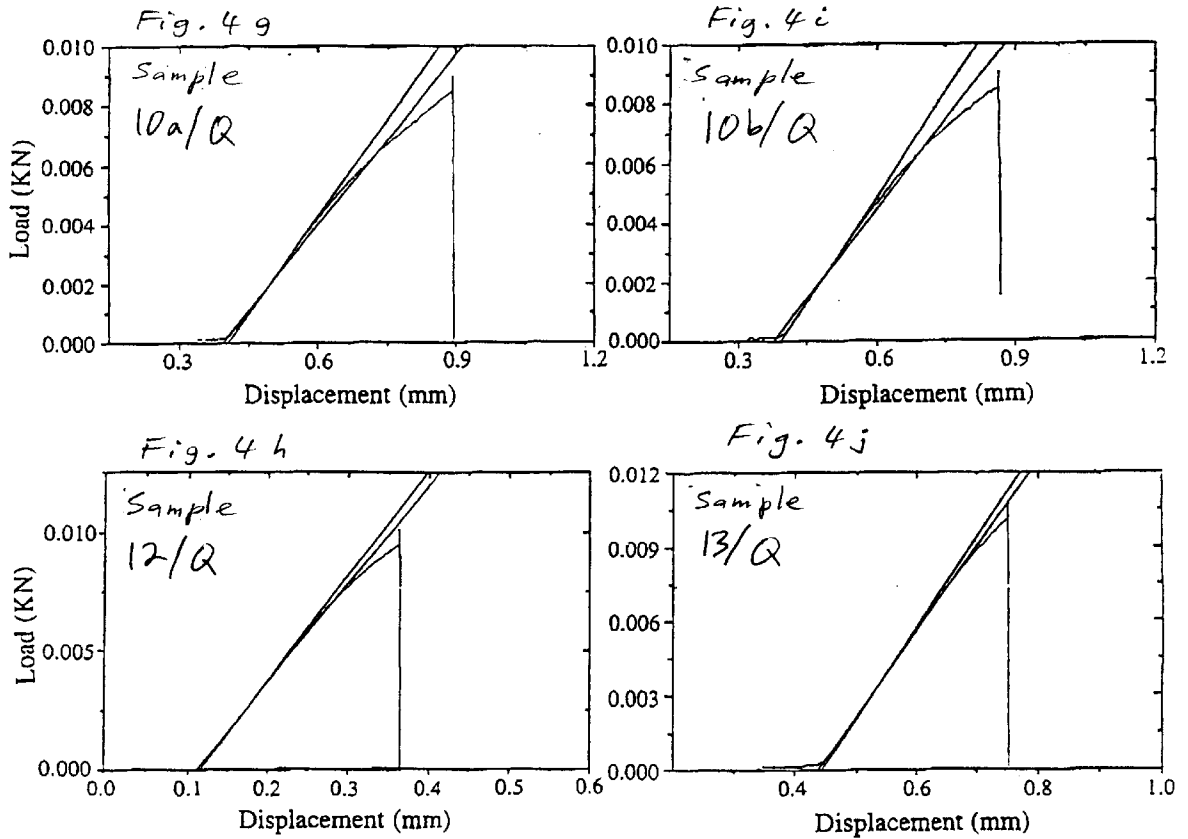 Fig. 4 g
Sample
10a/Q
Load (KN)
0.010
0.008
0.006
0.004
0.002
0.000
0.3
0.6
0.9
1.2
Displacement (mm)
Fig. 4i
Sample
10b/Q
0.010
0.008
0.006
0.004
0.002
0.000
0.3
0.6
0.9
1.2
Displacement (mm)
Fig. 4 h
Sample
12/Q
Load (KN)
0.010
0.005
0.000
0.0
0.1
0.2
0.3
0.4
0.5
0.6
Displacement (mm)
Fig. 4j
Sample
13/Q
0.012
0.009
0.006
0.003
0.000
0.4
0.6
0.8
1.0
Displacement (mm)